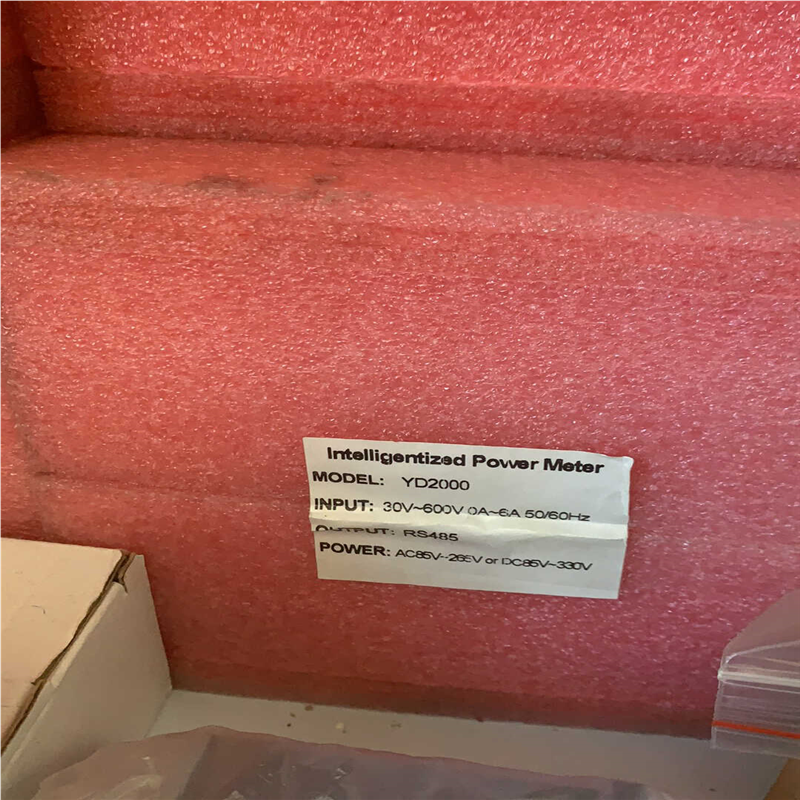 Intelligentized Power Meter
MODEL: YD2000
INPUT: 30V~600V 0A~6A 50/60Hz
OUTPUT: RS485
POWER: AC85V~265V or DC85V~330V